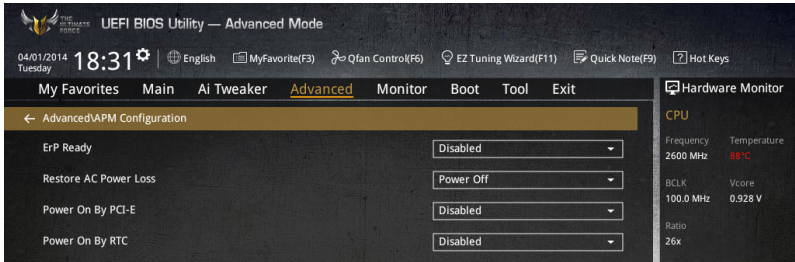 THE
ULTIMATE
FORCE
UEFI BIOS Utility — Advanced Mode
04/01/2014
Tuesday
18:31
English
MyFavorite(F3)
Qfan Control(F6)
EZ Tuning Wizard(F11)
Quick Note(F9)
? Hot Keys
My Favorites Main Ai Tweaker Advanced Monitor Boot Tool Exit
Hardware Monitor
← Advanced\APM Configuration
ErP Ready Disabled
Restore AC Power Loss Power Off
Power On By PCI-E Disabled
Power On By RTC Disabled
CPU
Frequency Temperature
2600 MHz 38°C
BCLK Vcore
100.0 MHz 0.928 V
Ratio
26x